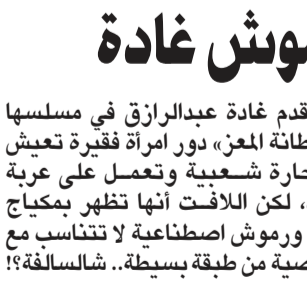 وش غادة
قدم غادة عبدالرازق في مسلسها
طانة المعز» دور امرأة فقيرة تعيش
حارة شعبية وتعمل على عربة
، لكن اللافت أنها تظهر بمكياج
ورموش اصطناعية لا تتناسب مع
صية من طبقة بسيطة.. شالسالفة؟!